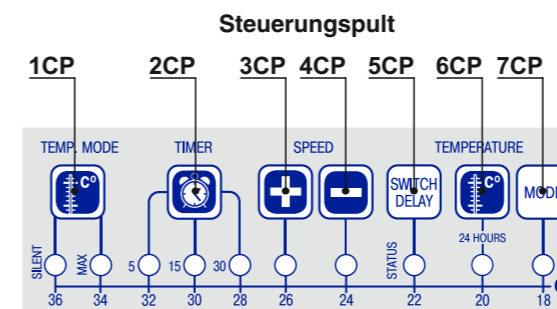 Steuerungspult
1CP 2CP 3CP 4CP 5CP 6CP 7CP
TEMP. MODE TIMER SPEED TEMPERATURE
C° SWITCH DELAY C°
24 HOURS
SILENT MAX 5 15 30 STATUS
36 34 32 30 28 26 24 22 20 18